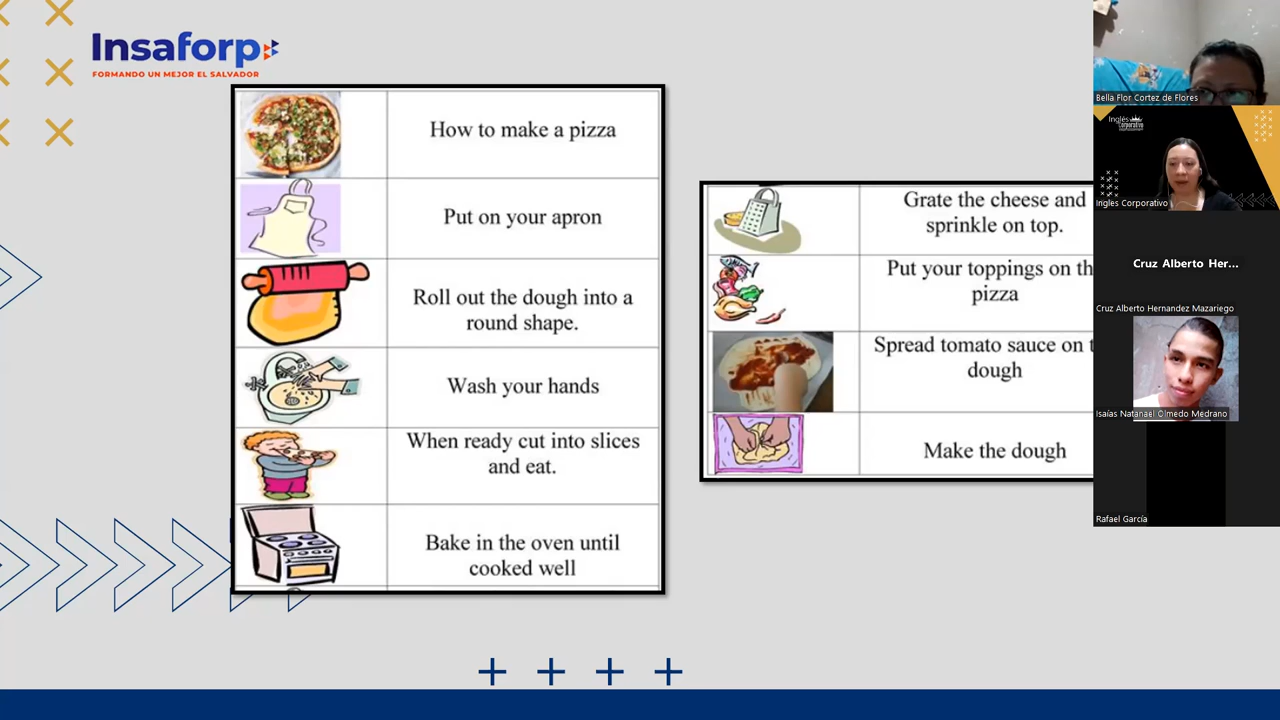 Insaforp
FORMANDO UN MEJOR EL SALVADOR
How to make a pizza
Put on your apron
Roll out the dough into a
round shape.
Wash your hands
When ready cut into slices
and eat.
Bake in the oven until
cooked well
Grate the cheese and
sprinkle on top.
Put your toppings on th
pizza
Spread tomato sauce on t
dough
Make the dough
Bella Flor Cortez de Flores
Inglés
Corporativo
Ingles Corporativo
Cruz Alberto Her...
Cruz Alberto Hernandez Mazariego
Isaías Natanael Olmedo Medrano
Rafael García